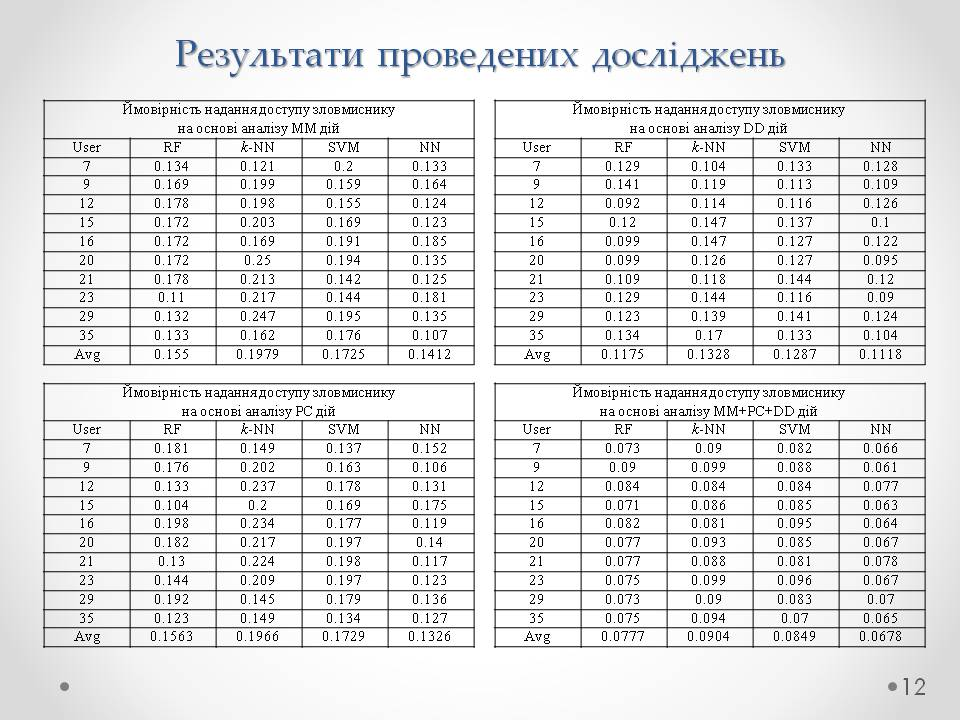 Результати проведених досліджень
Ймовірність надання доступу зловмиснику
на основі аналізу ММ дій
User RF k-NN SVM NN
7 0.134 0.121 0.2 0.133
9 0.169 0.199 0.159 0.164
12 0.178 0.198 0.155 0.124
15 0.172 0.203 0.169 0.123
16 0.172 0.169 0.191 0.185
20 0.172 0.25 0.194 0.135
21 0.178 0.213 0.142 0.125
23 0.11 0.217 0.144 0.181
29 0.132 0.247 0.195 0.135
35 0.133 0.162 0.176 0.107
Avg 0.155 0.1979 0.1725 0.1412
Ймовірність надання доступу зловмиснику
на основі аналізу DD дій
User RF k-NN SVM NN
7 0.129 0.104 0.133 0.128
9 0.141 0.119 0.113 0.109
12 0.092 0.114 0.116 0.126
15 0.12 0.147 0.137 0.1
16 0.099 0.147 0.127 0.122
20 0.099 0.126 0.127 0.095
21 0.109 0.118 0.144 0.12
23 0.129 0.144 0.116 0.09
29 0.123 0.139 0.141 0.124
35 0.134 0.17 0.133 0.104
Avg 0.1175 0.1328 0.1287 0.1118
Ймовірність надання доступу зловмиснику
на основі аналізу PC дій
User RF k-NN SVM NN
7 0.181 0.149 0.137 0.152
9 0.176 0.202 0.163 0.106
12 0.133 0.237 0.178 0.131
15 0.104 0.2 0.169 0.175
16 0.198 0.234 0.177 0.119
20 0.182 0.217 0.197 0.14
21 0.13 0.224 0.198 0.117
23 0.144 0.209 0.197 0.123
29 0.192 0.145 0.179 0.136
35 0.123 0.149 0.134 0.127
Avg 0.1563 0.1966 0.1729 0.1326
Ймовірність надання доступу зловмиснику
на основі аналізу MM+PC+DD дій
User RF k-NN SVM NN
7 0.073 0.09 0.082 0.066
9 0.09 0.099 0.088 0.061
12 0.084 0.084 0.084 0.077
15 0.071 0.086 0.085 0.063
16 0.082 0.081 0.095 0.064
20 0.077 0.093 0.085 0.067
21 0.077 0.088 0.081 0.078
23 0.075 0.099 0.096 0.067
29 0.073 0.09 0.083 0.07
35 0.075 0.094 0.07 0.065
Avg 0.0777 0.0904 0.0849 0.0678
12